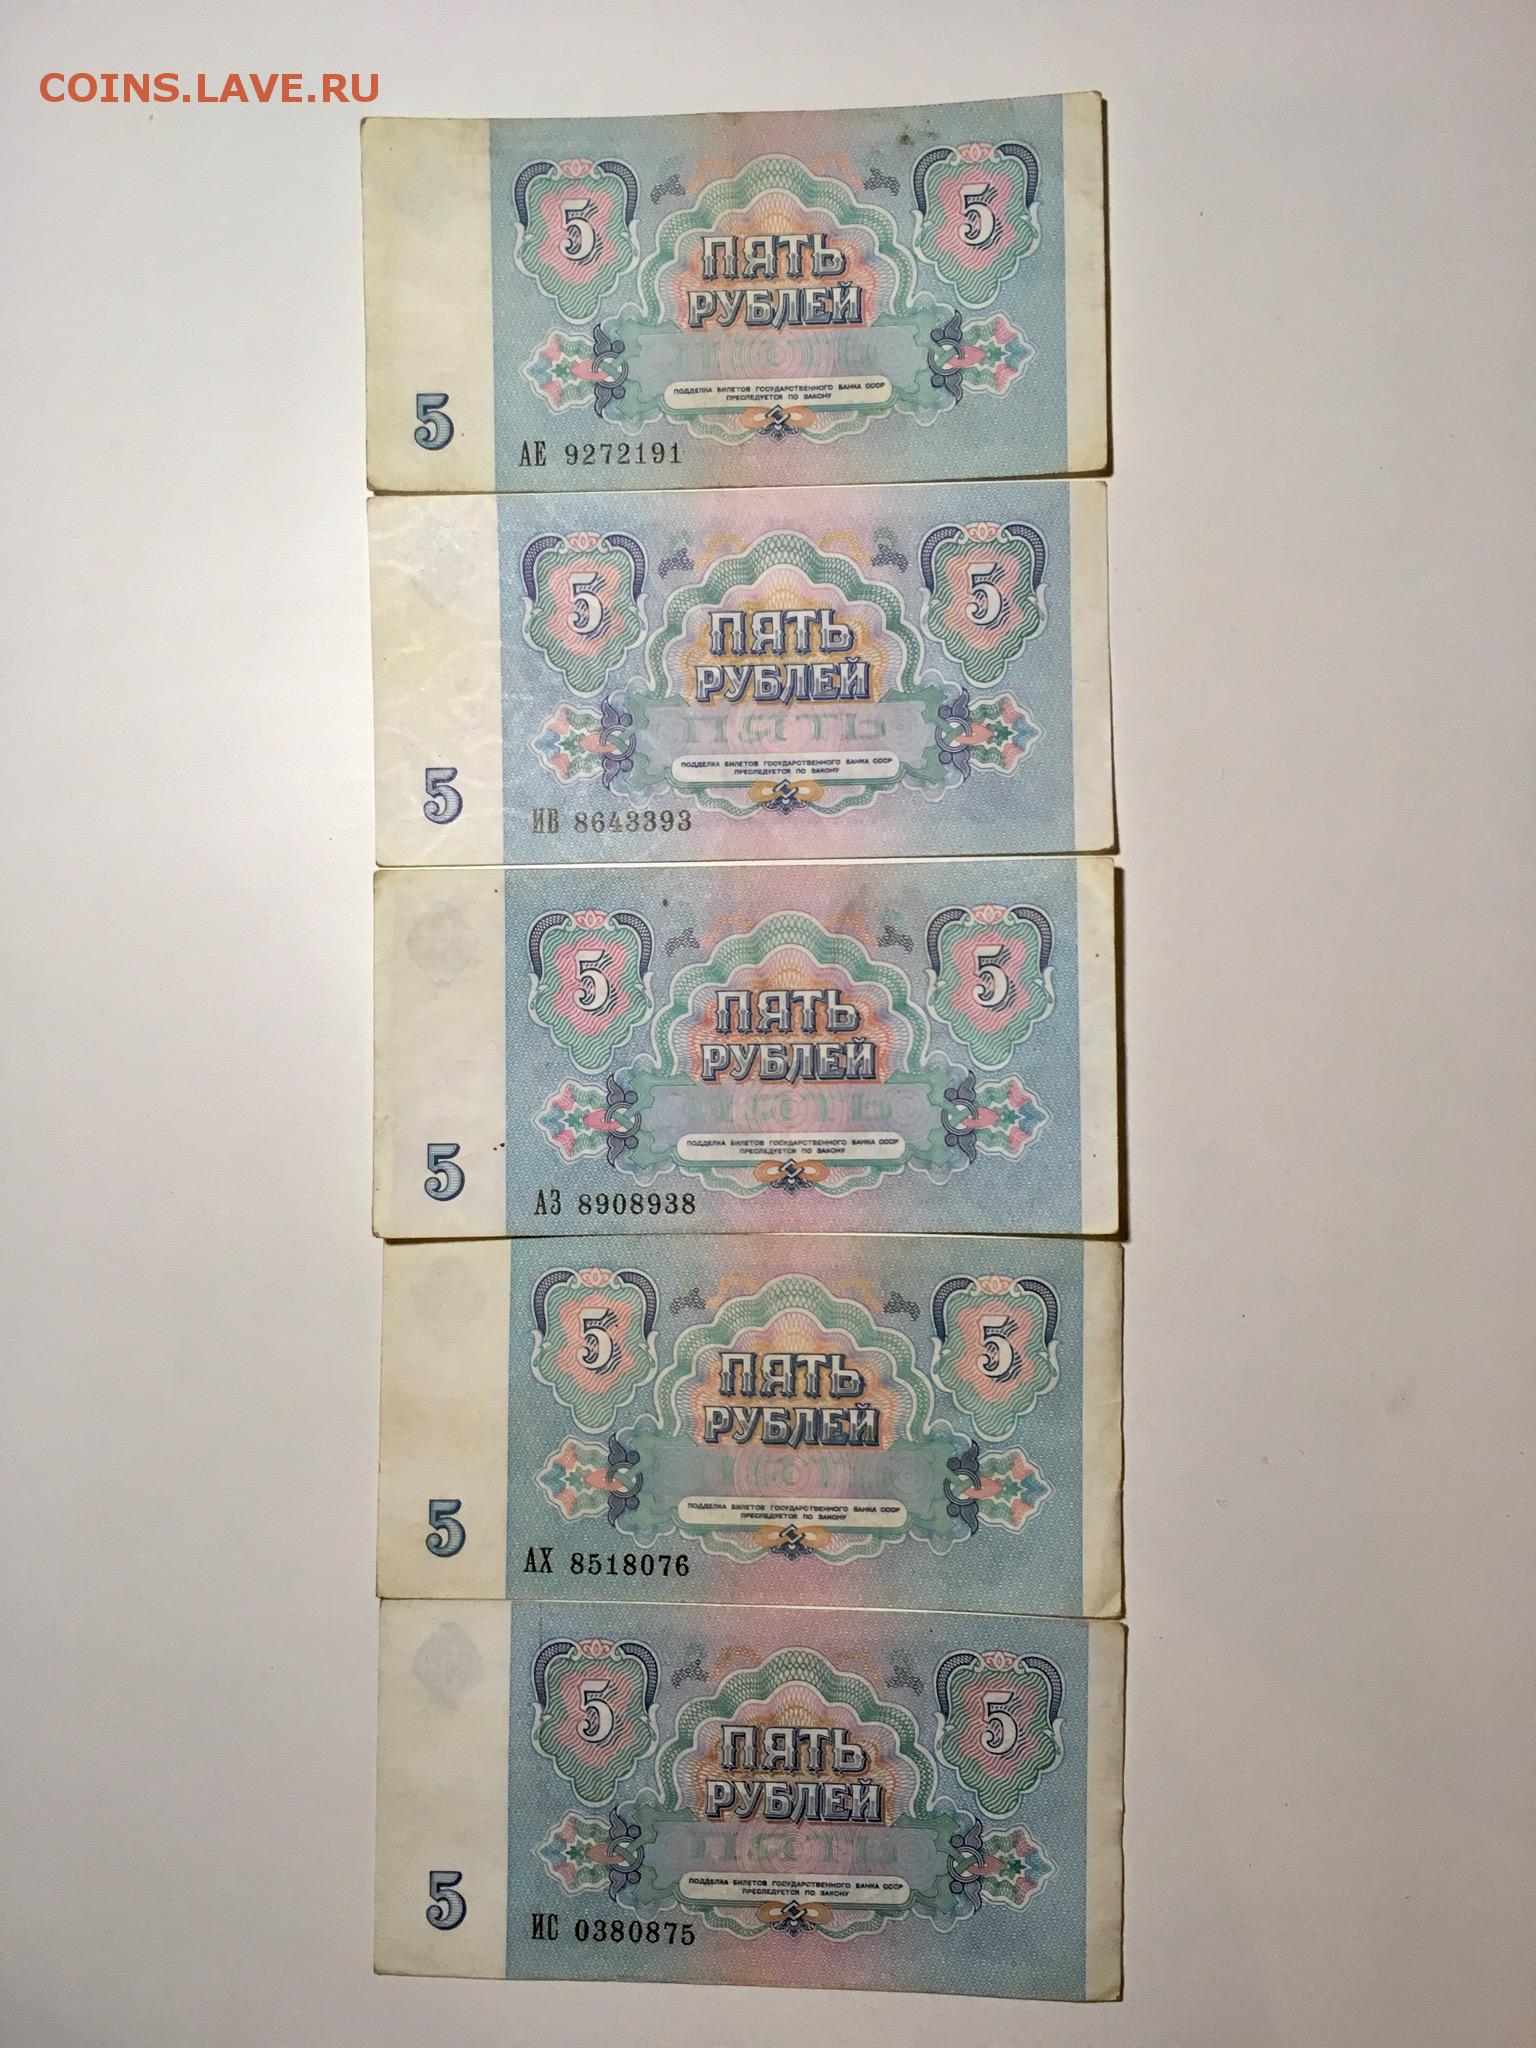 COINS.LAVE.RU
5 5
ПЯТЬ
РУБЛЕЙ
ПОДДЕЛКА БИЛЕТОВ ГОСУДАРСТВЕННОГО БАНКА СССР
ПРЕСЛЕДУЕТСЯ ПО ЗАКОНУ
5
АЕ 9272191
5 5
ПЯТЬ
РУБЛЕЙ
ПОДДЕЛКА БИЛЕТОВ ГОСУДАРСТВЕННОГО БАНКА СССР
ПРЕСЛЕДУЕТСЯ ПО ЗАКОНУ
5
ИВ 8643393
5 5
ПЯТЬ
РУБЛЕЙ
ПОДДЕЛКА БИЛЕТОВ ГОСУДАРСТВЕННОГО БАНКА СССР
ПРЕСЛЕДУЕТСЯ ПО ЗАКОНУ
5
АЗ 8908938
5 5
ПЯТЬ
РУБЛЕЙ
ПОДДЕЛКА БИЛЕТОВ ГОСУДАРСТВЕННОГО БАНКА СССР
ПРЕСЛЕДУЕТСЯ ПО ЗАКОНУ
5
АХ 8518076
5 5
ПЯТЬ
РУБЛЕЙ
ПОДДЕЛКА БИЛЕТОВ ГОСУДАРСТВЕННОГО БАНКА СССР
ПРЕСЛЕДУЕТСЯ ПО ЗАКОНУ
5
ИС 0380875